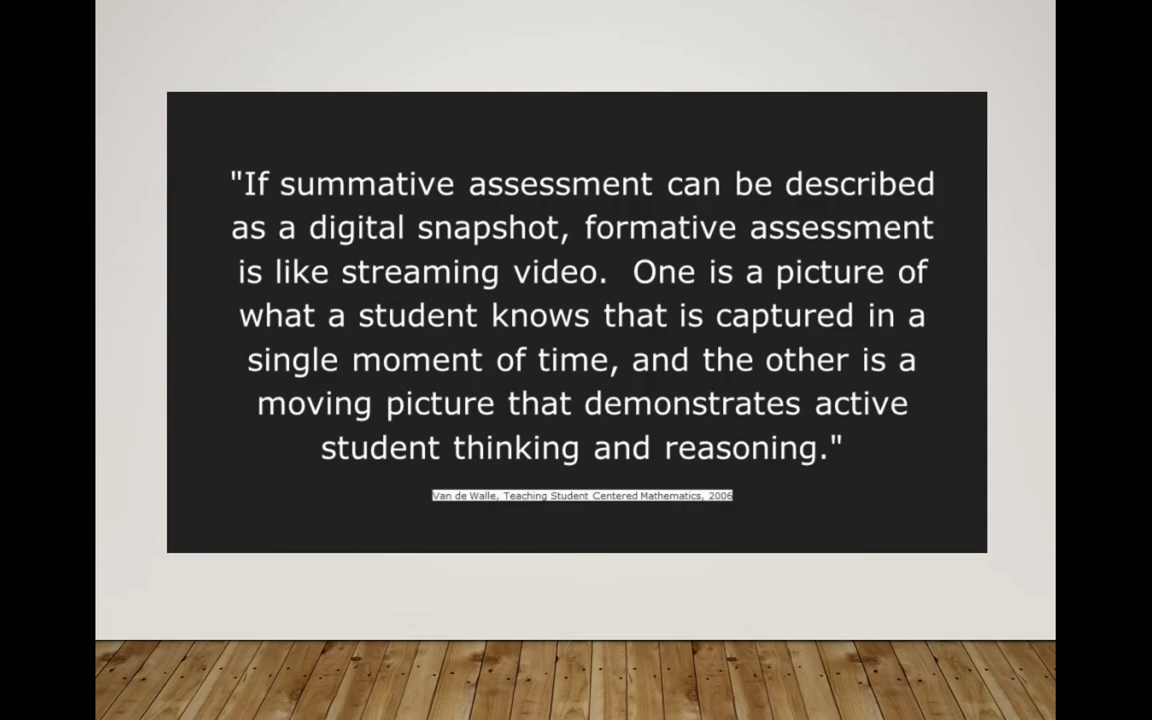 "If summative assessment can be described
as a digital snapshot, formative assessment
is like streaming video.  One is a picture of
what a student knows that is captured in a
single moment of time, and the other is a
moving picture that demonstrates active
student thinking and reasoning."
Van de Walle, Teaching Student Centered Mathematics, 2006